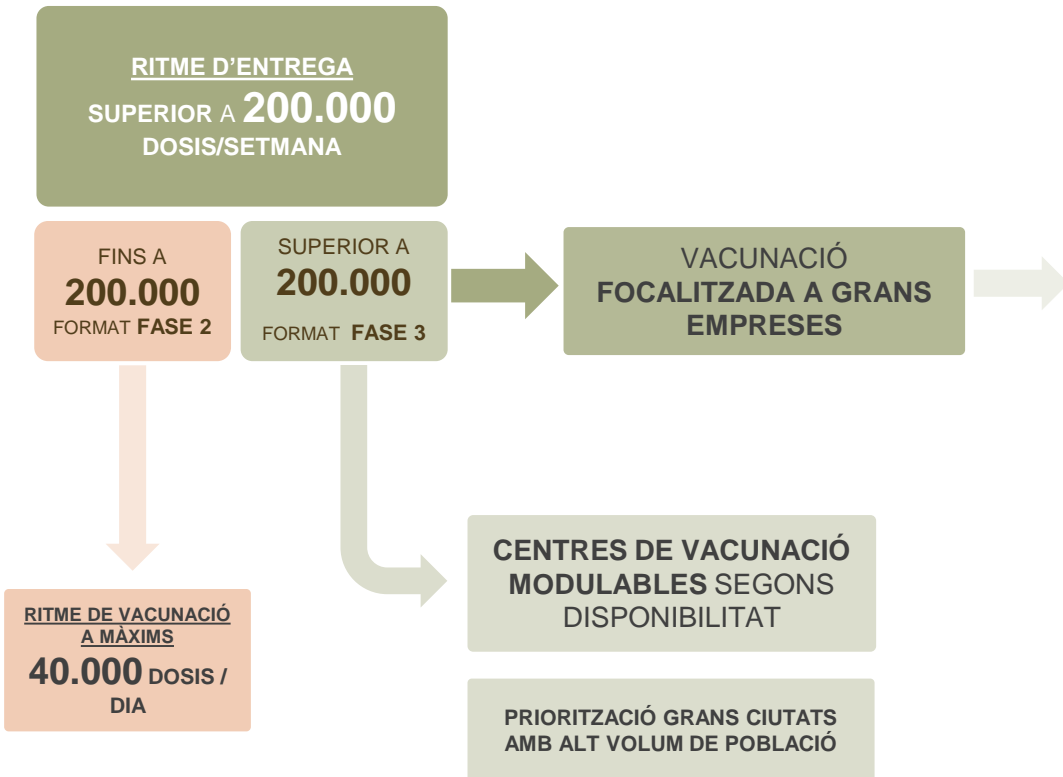 RITME D’ENTREGA
SUPERIOR A 200.000
DOSIS/SETMANA
FINS A
200.000
FORMAT FASE 2
SUPERIOR A
200.000
FORMAT FASE 3
VACUNACIÓ
FOCALITZADA A GRANS
EMPRESES
CENTRES DE VACUNACIÓ
MODULABLES SEGONS
DISPONIBILITAT
RITME DE VACUNACIÓ
A MÀXIMS
40.000 DOSIS /
DIA
PRIORITZACIÓ GRANS CIUTATS
AMB ALT VOLUM DE POBLACIÓ